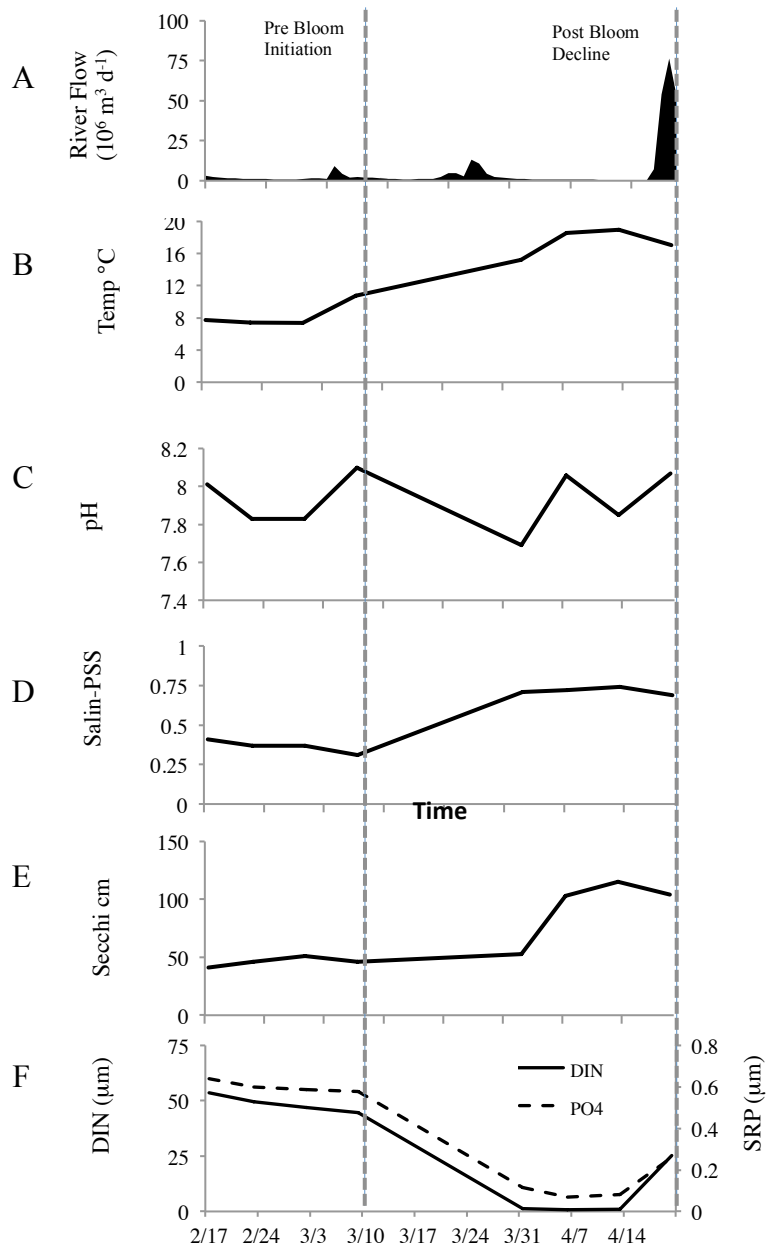 A
River Flow
(10⁶ m³ d⁻¹)
100
75
50
25
0
Pre Bloom
Initiation
Post Bloom
Decline
B
Temp °C
20
16
12
8
4
0
C
pH
8.2
8
7.8
7.6
7.4
D
Salin-PSS
1
0.75
0.5
0.25
0
Time
E
Secchi cm
150
100
50
0
F
DIN (μm)
75
50
25
0
DIN
PO4
0.8
0.6
0.4
0.2
0
SRP (μm)
2/17 2/24 3/3 3/10 3/17 3/24 3/31 4/7 4/14